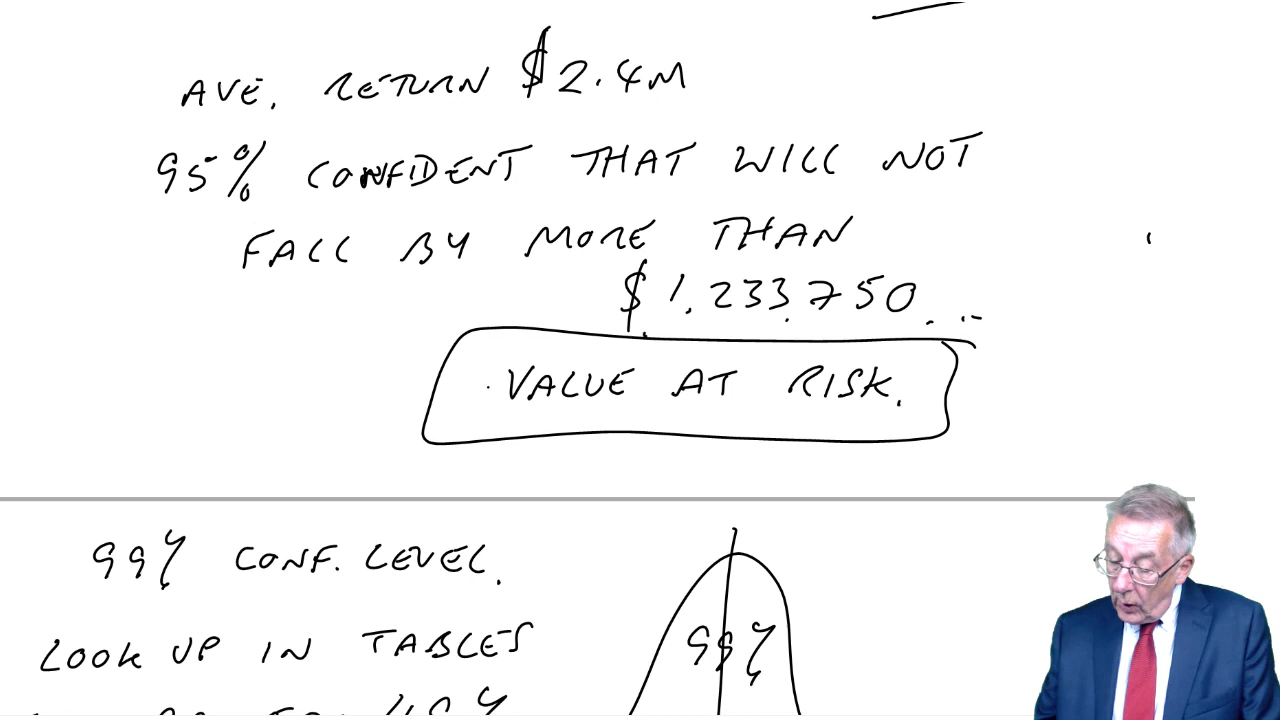 AVE. RETURN $2.4M
95% CONFIDENT THAT WILL NOT
FALL BY MORE THAN
$1,233,750...
VALUE AT RISK.
99% CONF. LEVEL.
99%
LOOK UP IN TABLES